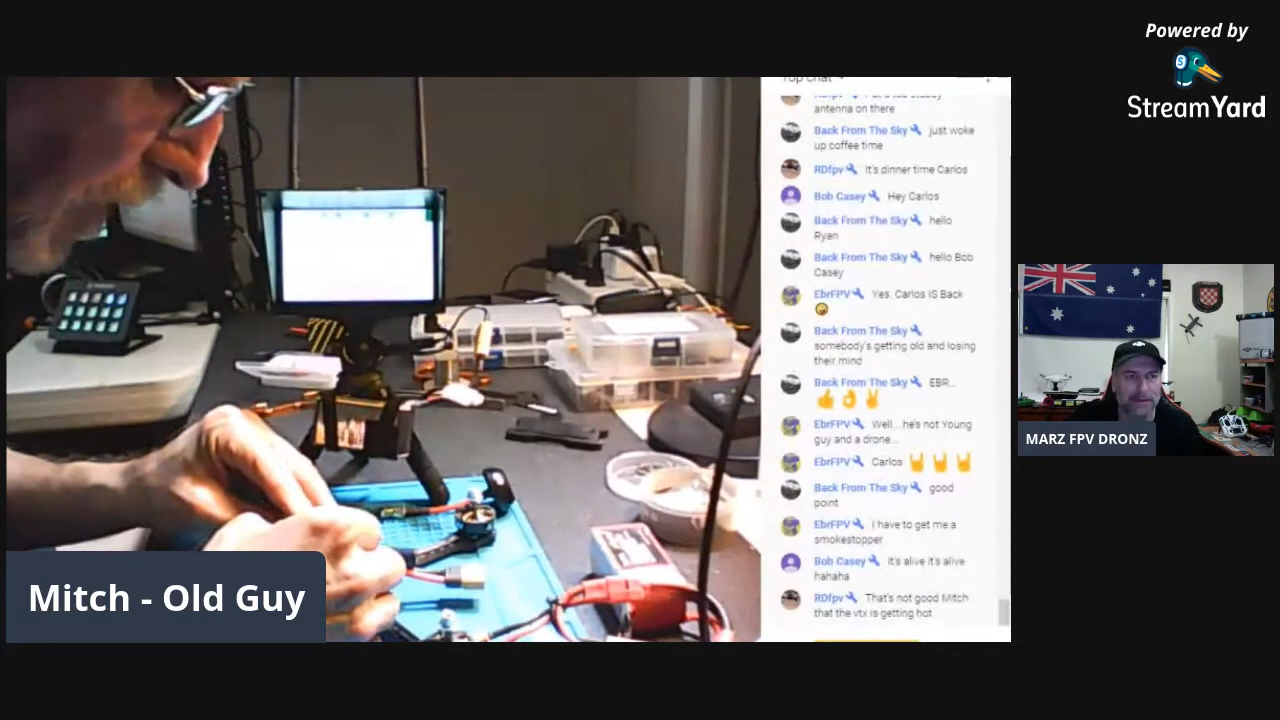 Powered by
StreamYard
Top chat
antenna on there
Back From The Sky just woke
up coffee time
RDfpv It's dinner time Carlos
Bob Casey Hey Carlos
Back From The Sky hello
Ryan
Back From The Sky hello Bob
Casey
EbrFPV Yes, Carlos IS Back
Back From The Sky
somebody's getting old and losing
their mind
Back From The Sky EBR...
EbrFPV Well... he's not Young
guy and a drone...
EbrFPV Carlos
Back From The Sky good
point
EbrFPV I have to get me a
smokestopper
Bob Casey It's alive it's alive
hahaha
RDfpv That's not good Mitch
that the vtx is getting hot
MARZ FPV DRONZ
Mitch - Old Guy